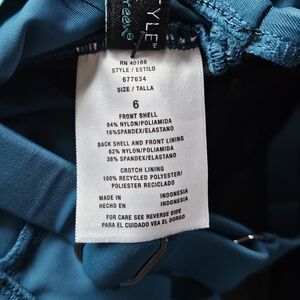 STYLE
RN 40166
STYLE / ESTILO
677634
SIZE / TALLA
6
FRONT SHELL
84% NYLON/POLIAMIDA
16%SPANDEX/ELASTANO
BACK SHELL AND FRONT LINING
62% NYLON/POLIAMIDA
38% SPANDEX/ELASTANO
CROTCH LINING
100% RECYCLED POLYESTER/
POLIESTER RECICLADO
MADE IN INDONESIA
HECHO EN INDONESIA
FOR CARE SEE REVERSE SIDE
PARA EL CUIDADO VEA EL DORSO